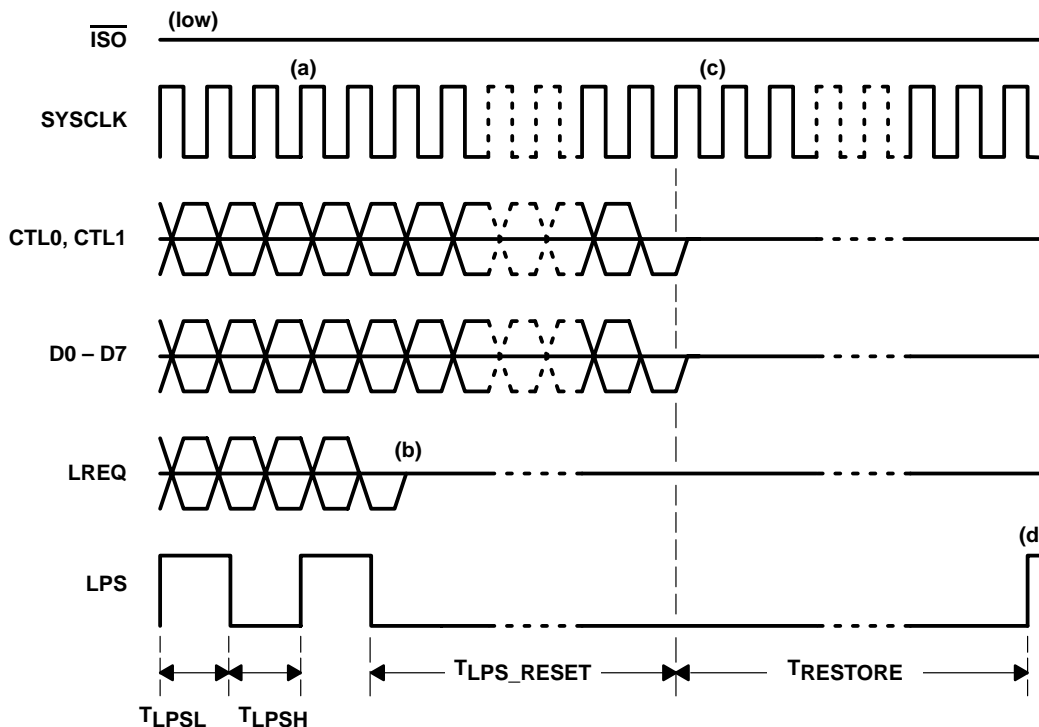 ISO
(low)
(a)
(c)
SYSCLK
CTL0, CTL1
D0 – D7
(b)
LREQ
(d
LPS
TLPS_RESET
TRESTORE
TLPSL
TLPSH